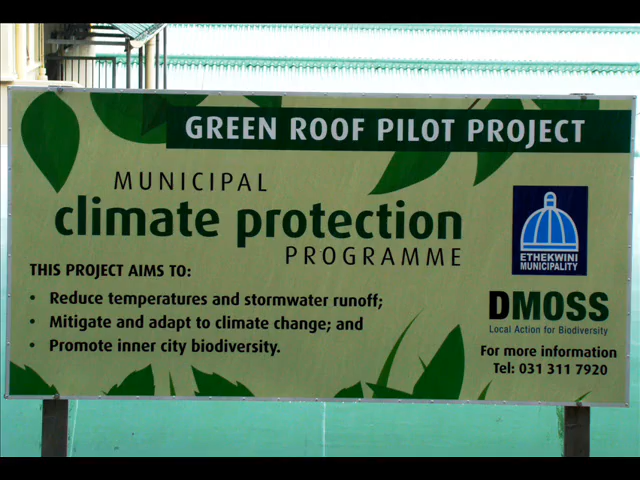 GREEN ROOF PILOT PROJECT
MUNICIPAL
climate protection
PROGRAMME
THIS PROJECT AIMS TO:
• Reduce temperatures and stormwater runoff;
• Mitigate and adapt to climate change; and
• Promote inner city biodiversity.
ETHEKWINI
MUNICIPALITY
DMOSS
Local Action for Biodiversity
For more information
Tel: 031 311 7920